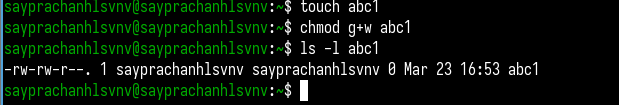 sayprachanhlsvnv@sayprachanhlsvnv:~$ touch abc1
sayprachanhlsvnv@sayprachanhlsvnv:~$ chmod g+w abc1
sayprachanhlsvnv@sayprachanhlsvnv:~$ ls -l abc1
-rw-rw-r--. 1 sayprachanhlsvnv sayprachanhlsvnv 0 Mar 23 16:53 abc1
sayprachanhlsvnv@sayprachanhlsvnv:~$